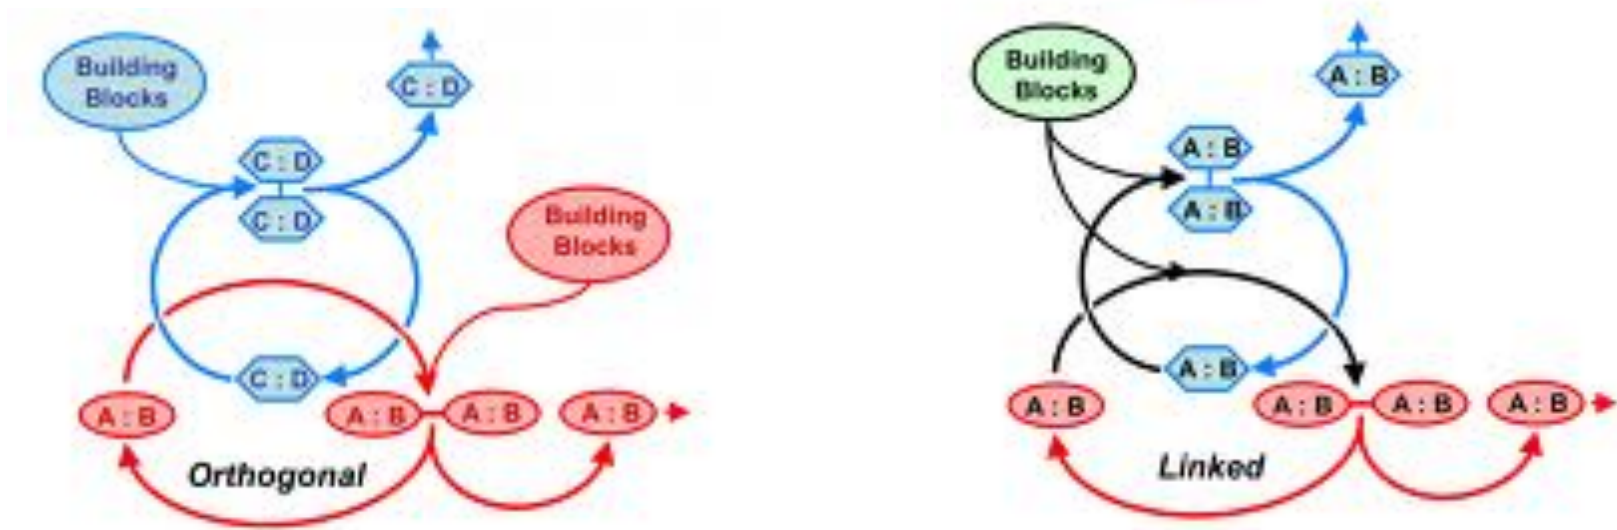 Building
Blocks
C : D
C : D
C : D
Building
Blocks
C : D
A : B
A : B
A : B
A : B
Orthogonal
Building
Blocks
A : B
A : B
A : B
A : B
A : B
A : B
A : B
A : B
Linked